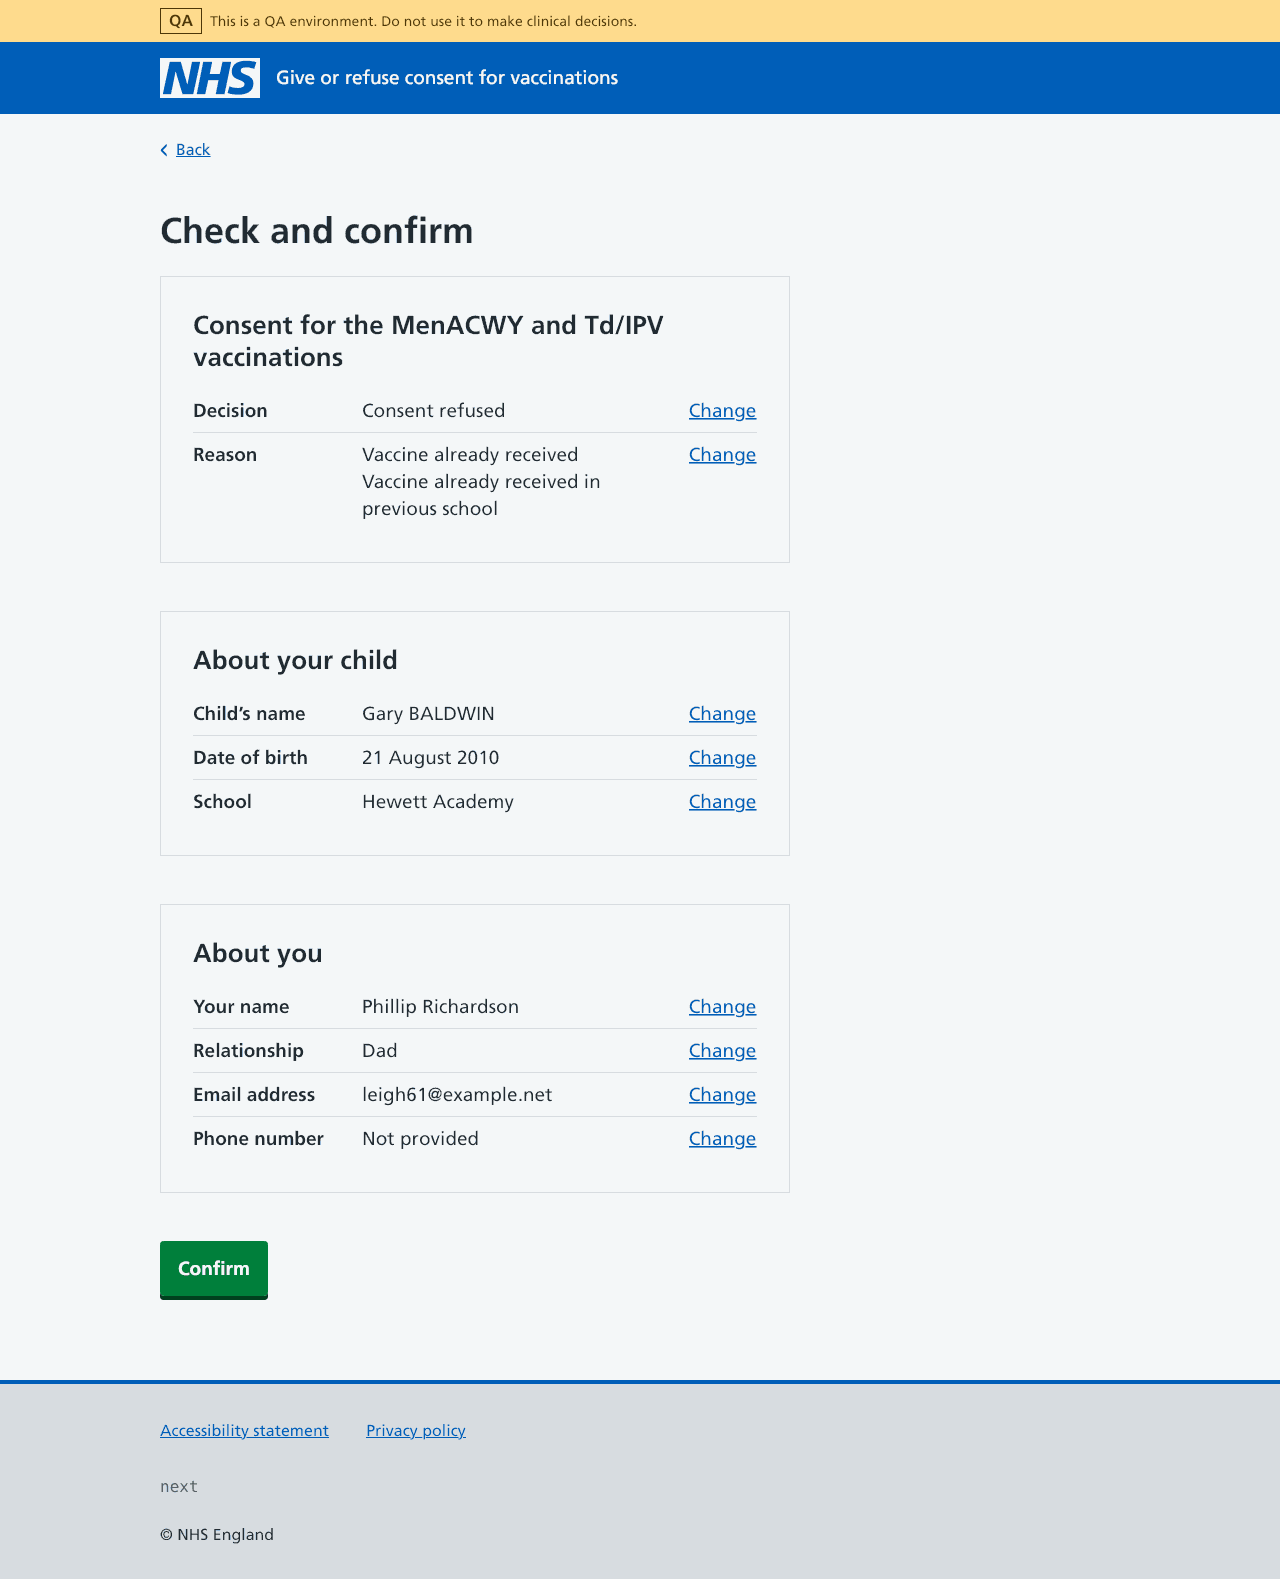 QA This is a QA environment. Do not use it to make clinical decisions.
NHS Give or refuse consent for vaccinations
Back
Check and confirm
Consent for the MenACWY and Td/IPV
vaccinations
Decision Consent refused Change
Reason Vaccine already received Change
Vaccine already received in
previous school
About your child
Child’s name Gary BALDWIN Change
Date of birth 21 August 2010 Change
School Hewett Academy Change
About you
Your name Phillip Richardson Change
Relationship Dad Change
Email address leigh61@example.net Change
Phone number Not provided Change
Confirm
Accessibility statement Privacy policy
next
© NHS England